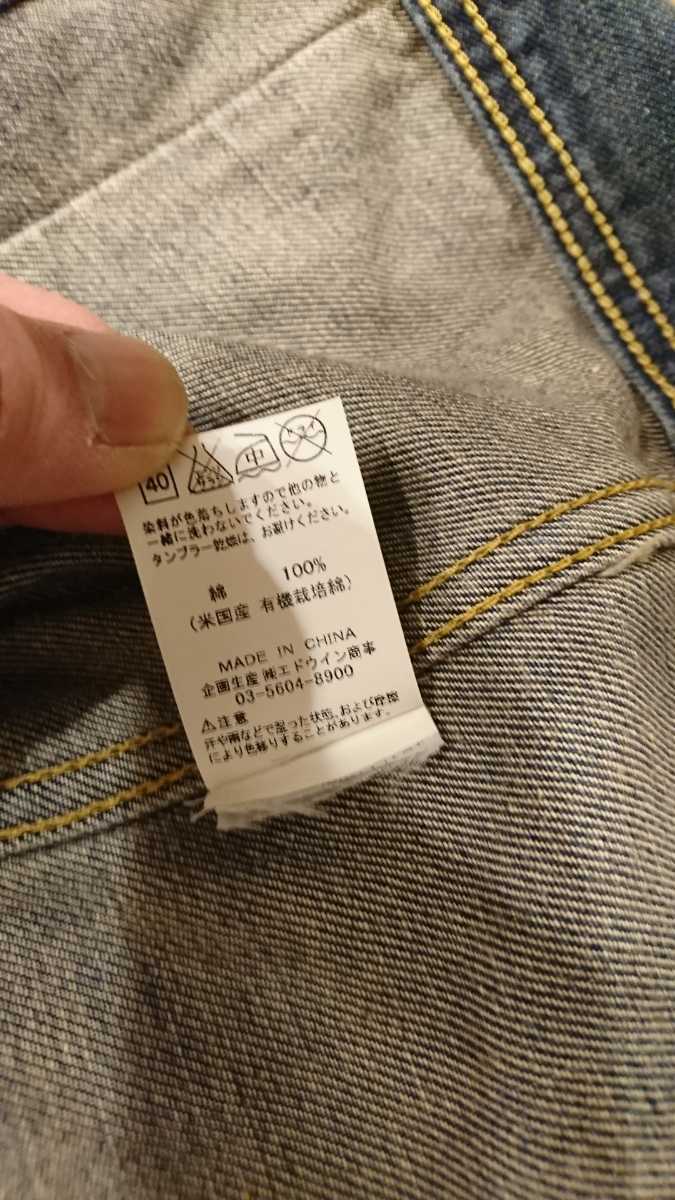 40 中 ドライ
染料が色落ちしますので他の物と
一緒に洗わないでください。
タンブラー乾燥は、お避けください。
綿 100%
(米国産 有機栽培綿)
MADE IN CHINA
企画生産 ㈱エドウイン商事
03-5604-8900
⚠注意
汗や雨などで湿った状態、および摩擦
により色移りすることがあります。